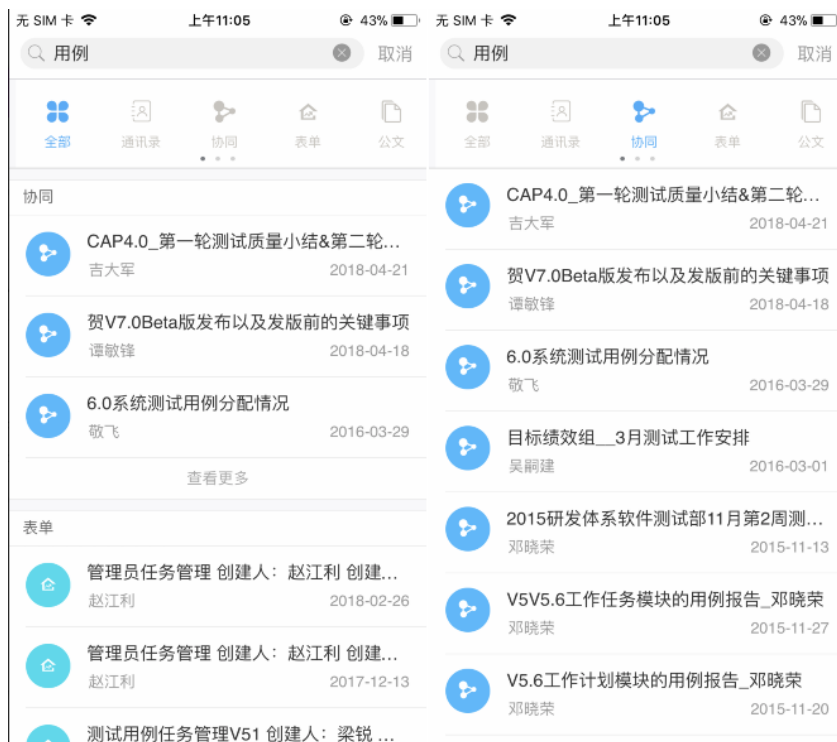 无 SIM 卡
上午11:05
43%
用例
取消
全部
通讯录
协同
表单
公文
协同
CAP4.0_第一轮测试质量小结&第二轮...
吉大军
2018-04-21
贺V7.0Beta版发布以及发版前的关键事项
谭敏锋
2018-04-18
6.0系统测试用例分配情况
敬飞
2016-03-29
查看更多
表单
管理员任务管理 创建人：赵江利 创建...
赵江利
2018-02-26
管理员任务管理 创建人：赵江利 创建...
赵江利
2017-12-13
测试用例任务管理V51 创建人：梁锐 ...
无 SIM 卡
上午11:05
43%
用例
取消
全部
通讯录
协同
表单
公文
CAP4.0_第一轮测试质量小结&第二轮...
吉大军
2018-04-21
贺V7.0Beta版发布以及发版前的关键事项
谭敏锋
2018-04-18
6.0系统测试用例分配情况
敬飞
2016-03-29
目标绩效组__3月测试工作安排
吴嗣建
2016-03-01
2015研发体系软件测试部11月第2周测...
邓晓荣
2015-11-13
V5V5.6工作任务模块的用例报告_邓晓荣
邓晓荣
2015-11-27
V5.6工作计划模块的用例报告_邓晓荣
邓晓荣
2015-11-20